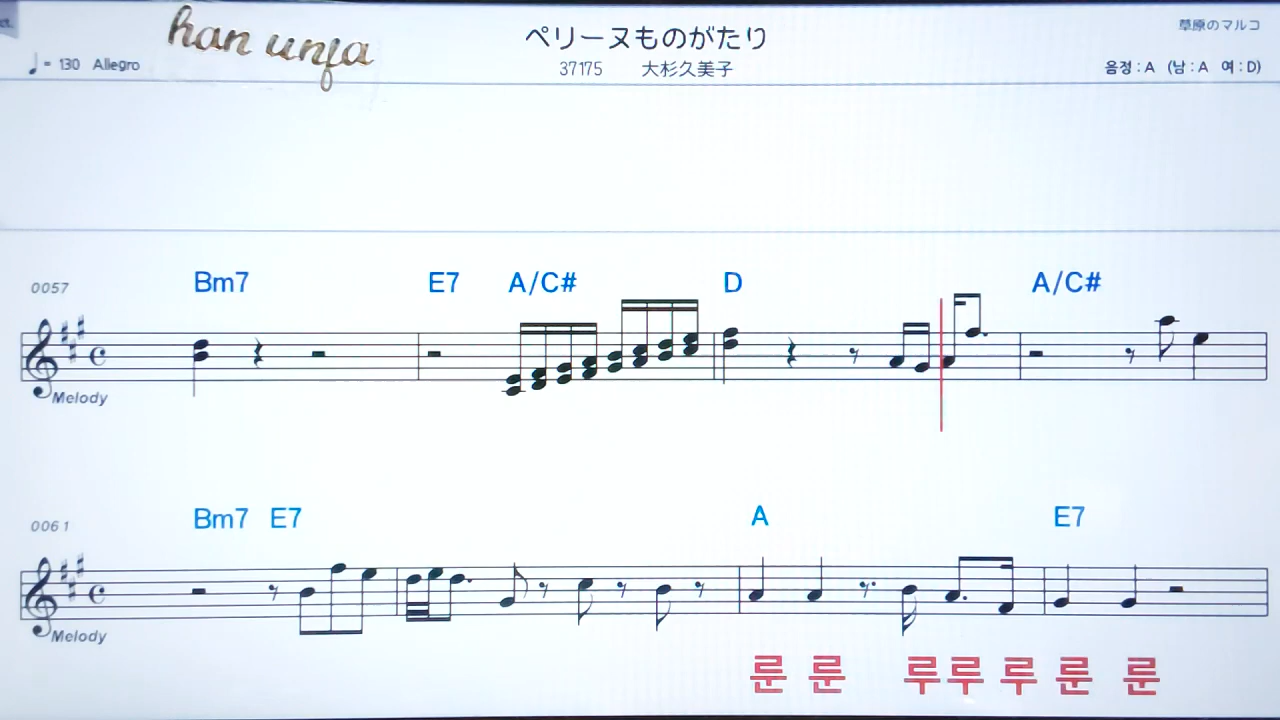 ct.
han unfa
ペリーヌものがたり
草原のマルコ
♩= 130 Allegro
37175 大杉久美子
음정 : A (남 : A 여 : D)
0057 Bm7 E7 A/C# D A/C#
Melody
0061 Bm7 E7 A E7
Melody
룬 룬 루루 루 룬 룬